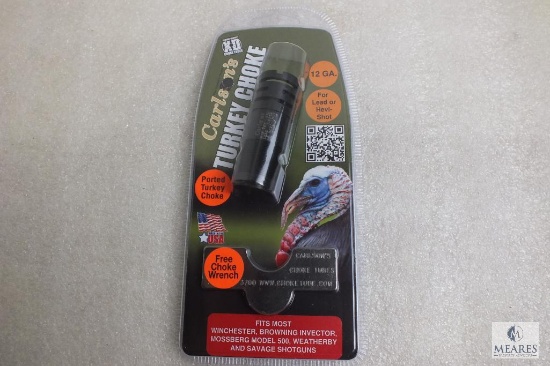 XD
Carlson's
TURKEY CHOKE
12 GA.
For
Lead or
Hevi-
Shot
Ported
Turkey
Choke
USA
Free
Choke
Wrench
CARLSON'S
CHOKE TUBES
WWW.CHOKETUBE.COM
FITS MOST
WINCHESTER, BROWNING INVECTOR,
MOSSBERG MODEL 500, WEATHERBY
AND SAVAGE SHOTGUNS
MEARES